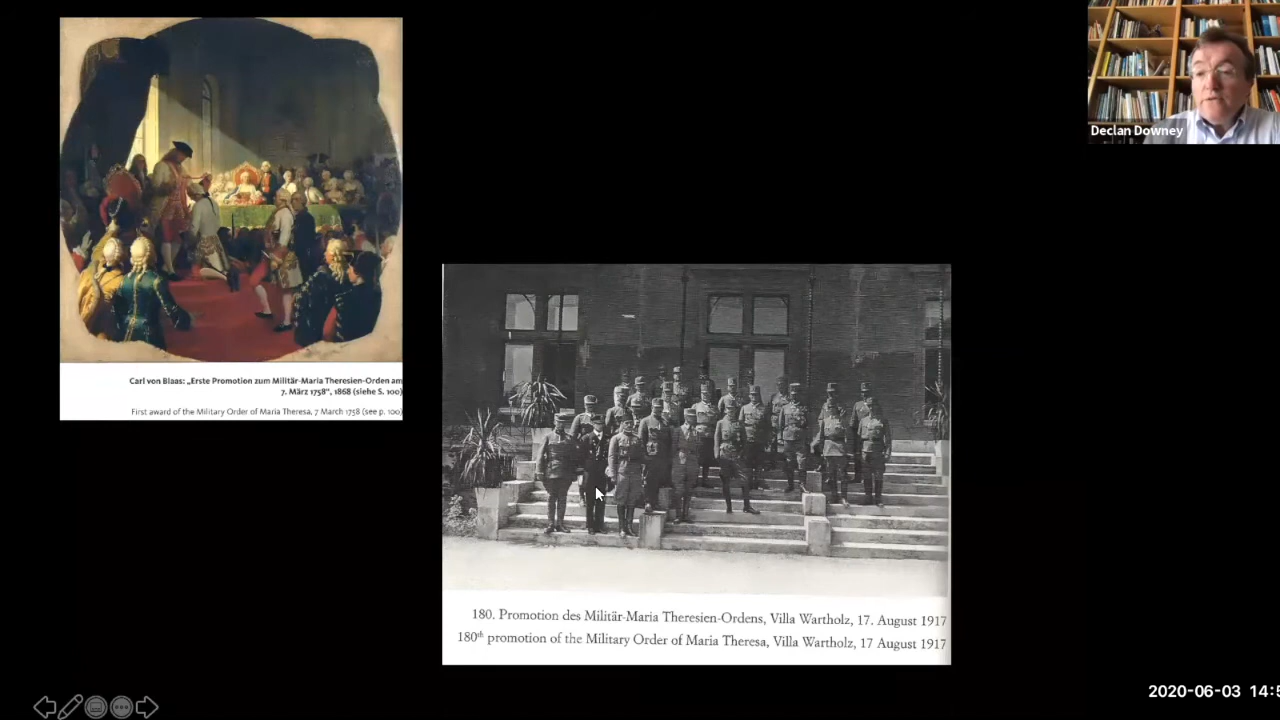 Carl von Blaas: „Erste Promotion zum Militär-Maria Theresien-Orden am
7. März 1758“, 1868 (siehe S. 100)
First award of the Military Order of Maria Theresa, 7 March 1758 (see p. 100)
Declan Downey
180. Promotion des Militär-Maria Theresien-Ordens, Villa Wartholz, 17. August 1917
180th promotion of the Military Order of Maria Theresa, Villa Wartholz, 17 August 1917
2020-06-03 14:5